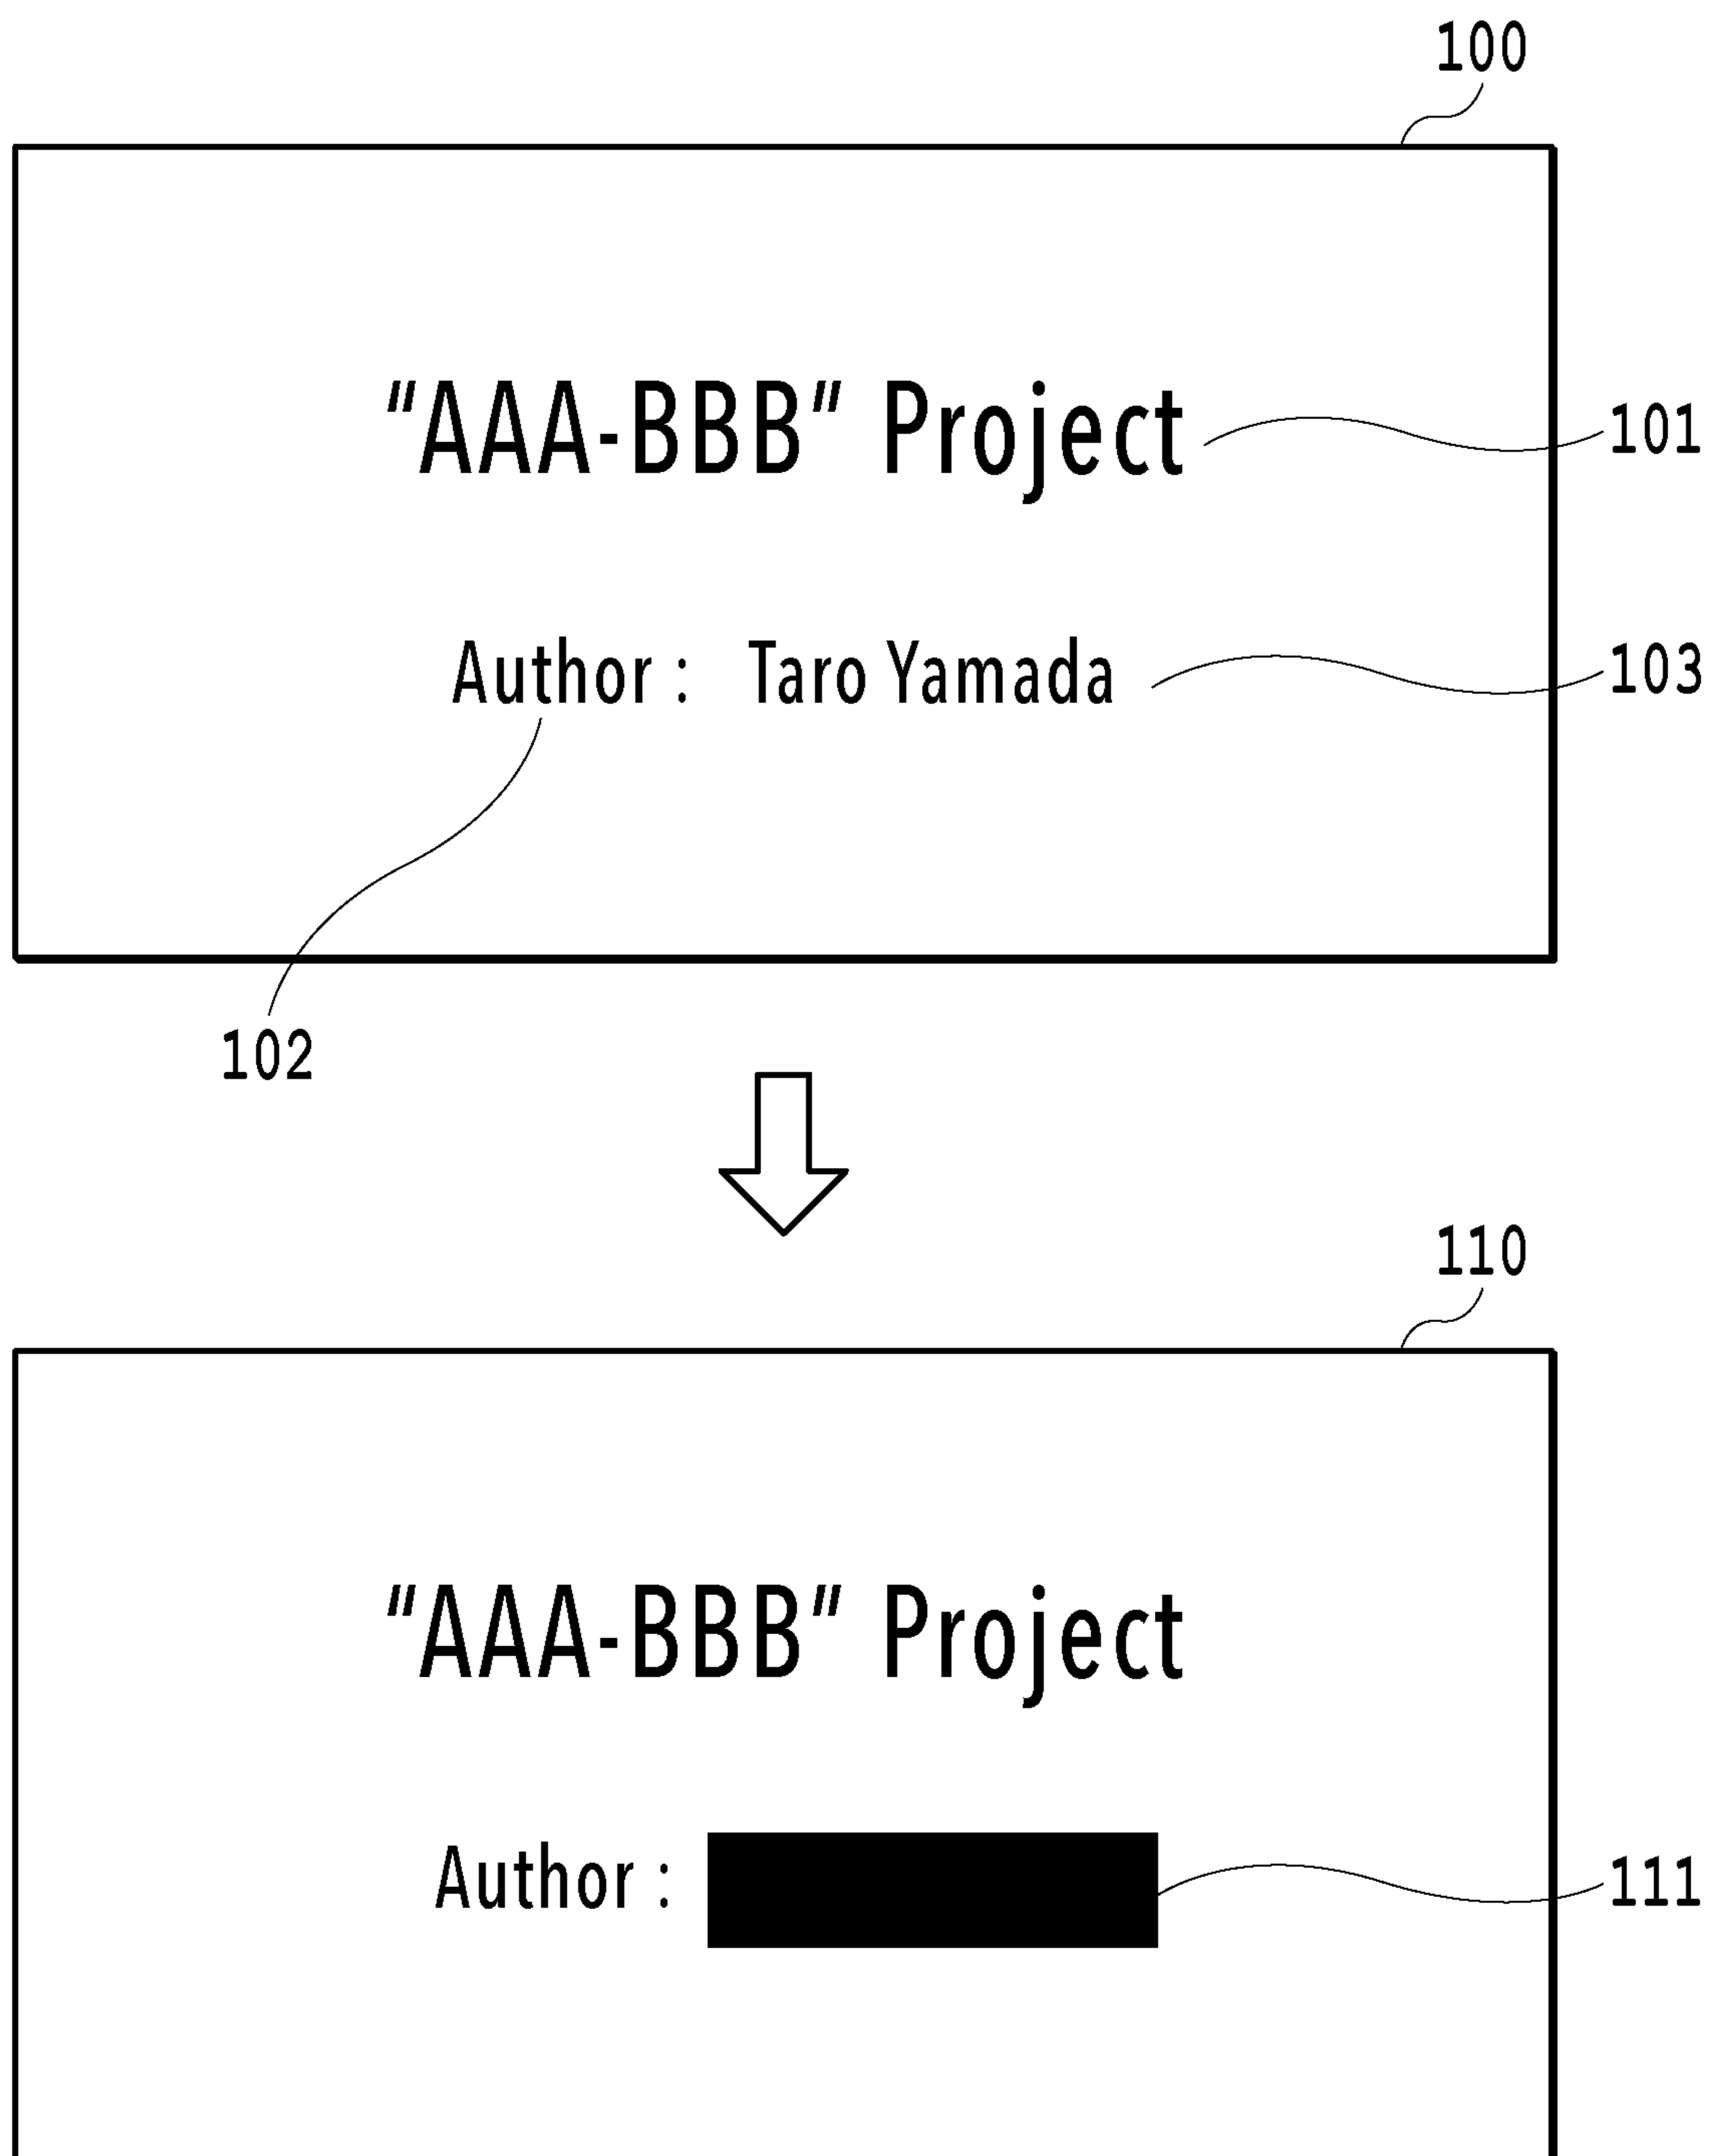 100
"AAA-BBB" Project 101
Author : Taro Yamada 103
102
110
"AAA-BBB" Project
Author : 111